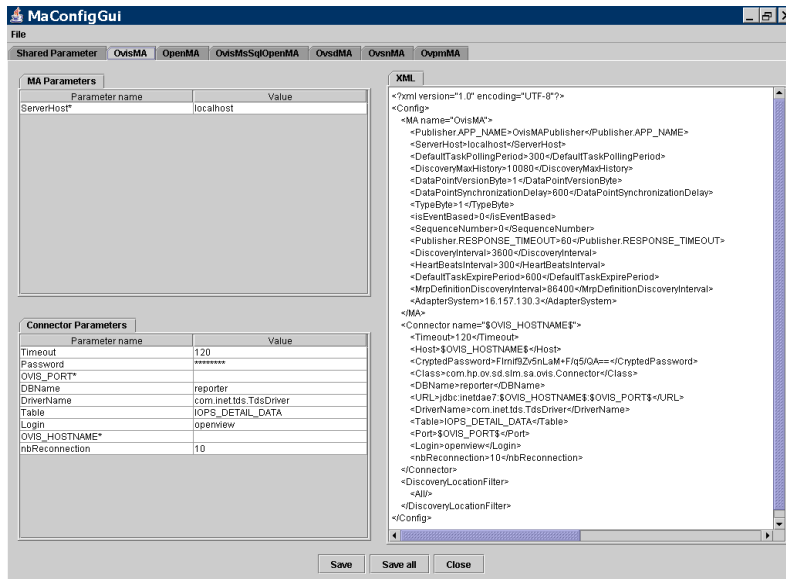 MaConfigGui
File
Shared Parameter OvisMA OpenMA OvisMsSqlOpenMA OvsdMA OvsnMA OvpmMA
MA Parameters
Parameter name Value
ServerHost* localhost
Connector Parameters
Parameter name Value
Timeout 120
Password ********
OVIS_PORT*
DBName reporter
DriverName com.inet.tds.TdsDriver
Table IOPS_DETAIL_DATA
Login openview
OVIS_HOSTNAME*
nbReconnection 10
XML
<?xml version="1.0" encoding="UTF-8"?>
<Config>
<MA name="OvisMA">
<Publisher.APP_NAME>OvisMAPublisher</Publisher.APP_NAME>
<ServerHost>localhost</ServerHost>
<DefaultTaskPollingPeriod>300</DefaultTaskPollingPeriod>
<DiscoveryMaxHistory>10080</DiscoveryMaxHistory>
<DataPointVersionByte>1</DataPointVersionByte>
<DataPointSynchronizationDelay>600</DataPointSynchronizationDelay>
<TypeByte>1</TypeByte>
<isEventBased>0</isEventBased>
<SequenceNumber>0</SequenceNumber>
<Publisher.RESPONSE_TIMEOUT>60</Publisher.RESPONSE_TIMEOUT>
<DiscoveryInterval>3600</DiscoveryInterval>
<HeartBeatsInterval>300</HeartBeatsInterval>
<DefaultTaskExpirePeriod>600</DefaultTaskExpirePeriod>
<MrpDefinitionDiscoveryInterval>86400</MrpDefinitionDiscoveryInterval>
<AdapterSystem>16.157.130.3</AdapterSystem>
</MA>
<Connector name="$OVIS_HOSTNAME$">
<Timeout>120</Timeout>
<Host>$OVIS_HOSTNAME$</Host>
<CryptedPassword>FIrnif9Zv5nLaM+F/q5/QA==</CryptedPassword>
<Class>com.hp.ov.sd.slm.sa.ovis.Connector</Class>
<DBName>reporter</DBName>
<URL>jdbc:inetdae7:$OVIS_HOSTNAME$:$OVIS_PORT$</URL>
<DriverName>com.inet.tds.TdsDriver</DriverName>
<Table>IOPS_DETAIL_DATA</Table>
<Port>$OVIS_PORT$</Port>
<Login>openview</Login>
<nbReconnection>10</nbReconnection>
</Connector>
<DiscoveryLocationFilter>
<All/>
</DiscoveryLocationFilter>
</Config>
Save Save all Close